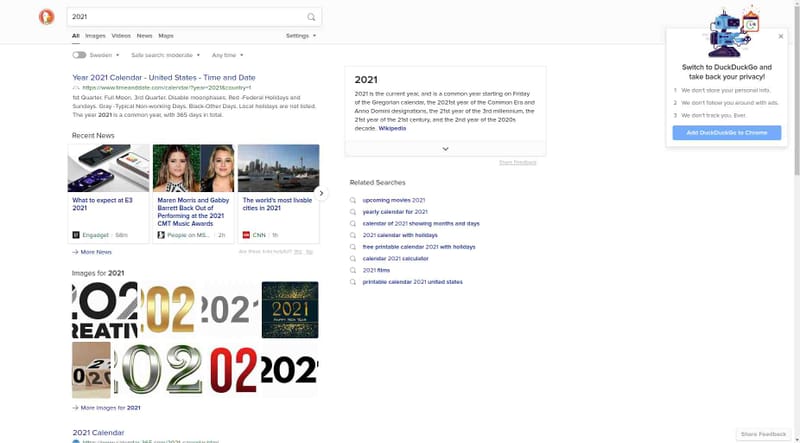 2021
All Images Videos News Maps Settings
Sweden Safe search: moderate Any time
Year 2021 Calendar - United States - Time and Date
https://www.timeanddate.com/calendar/?year=2021&country=1
1st Quarter. Full Moon. 3rd Quarter. Disable moonphases. Red -Federal Holidays and
Sundays. Gray -Typical Non-working Days. Black-Other Days. Local holidays are not listed.
The year 2021 is a common year, with 365 days in total.
Recent News
What to expect at E3
2021
Engadget 58m
Maren Morris and Gabby
Barrett Back Out of
Performing at the 2021
CMT Music Awards
People on MS... 2h
The world's most livable
cities in 2021
CNN 1h
More News
Are these links helpful? Yes No
Images for 2021
202
CREATIV
202
2021
2021
HAPPY NEW YEAR
202
202
02
202
More Images for 2021
2021 Calendar
2021
2021 is the current year, and is a common year starting on Friday
of the Gregorian calendar, the 2021st year of the Common Era and
Anno Domini designations, the 21st year of the 3rd millennium, the
21st year of the 21st century, and the 2nd year of the 2020s
decade. Wikipedia
Share Feedback
Related Searches
upcoming movies 2021
yearly calendar for 2021
calendar of 2021 showing months and days
2021 calendar with holidays
free printable calendar 2021 with holidays
calendar 2021 calculator
2021 films
printable calendar 2021 united states
Switch to DuckDuckGo and
take back your privacy!
1 We don't store your personal info.
2 We don't follow you around with ads.
3 We don't track you. Ever.
Add DuckDuckGo to Chrome
Share Feedback